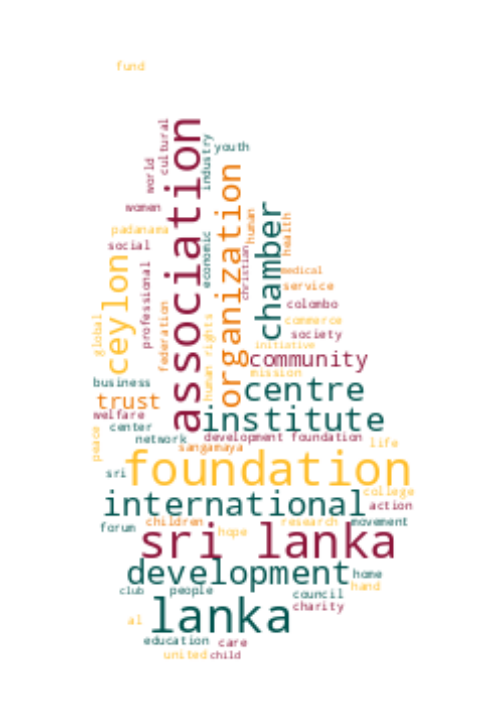 fund
association
cultural
industry
youth
world
organization
women
chamber
human
health
padanama
social
economic
christian
ceylon
professional
medical
service
colombo
federation
global
human rights
commerce
society
initiative
community
mission
business
centre
trust
welfare
institute
center
peace
network
development foundation
life
sangamaya
foundation
sri
college
international
action
forum
children
research
movement
hope
sri lanka
development
home
hand
club
people
council
lanka
charity
al
education
care
united
child